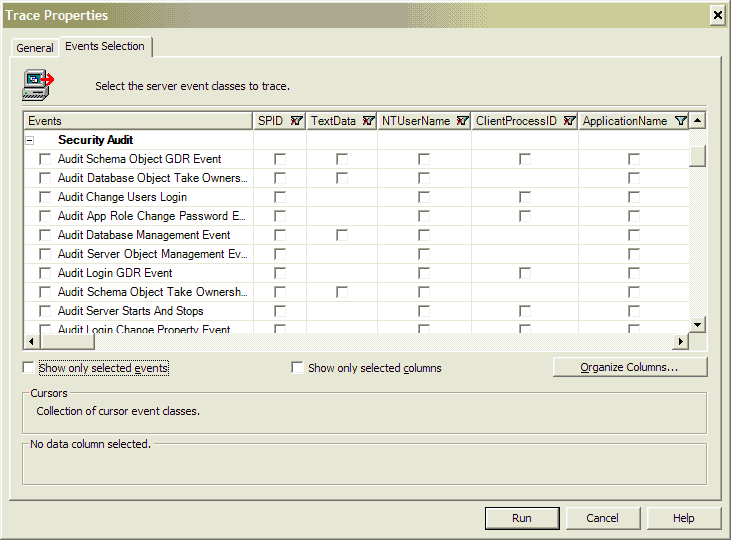 Trace Properties
General
Events Selection
Select the server event classes to trace.
Events SPID TextData NTUserName ClientProcessID ApplicationName
Security Audit
Audit Schema Object GDR Event
Audit Database Object Take Owners...
Audit Change Users Login
Audit App Role Change Password E...
Audit Database Management Event
Audit Server Object Management Ev...
Audit Login GDR Event
Audit Schema Object Take Ownersh...
Audit Server Starts And Stops
Audit Login Change Property Event
Show only selected events
Show only selected columns
Organize Columns...
Cursors
Collection of cursor event classes.
No data column selected.
Run
Cancel
Help